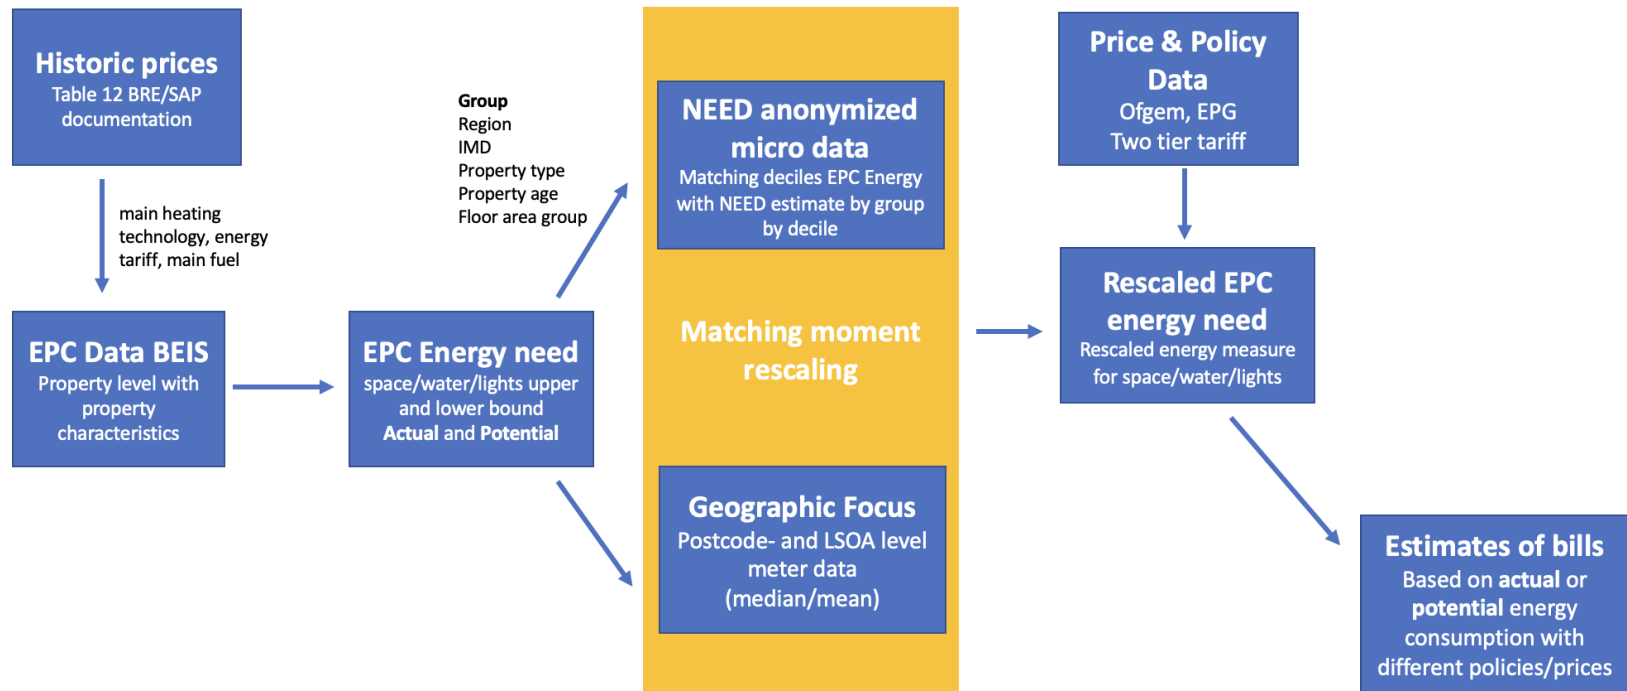 Historic prices
Table 12 BRE/SAP
documentation
main heating
technology, energy
tariff, main fuel
EPC Data BEIS
Property level with
property
characteristics
EPC Energy need
space/water/lights upper
and lower bound
Actual and Potential
Group
Region
IMD
Property type
Property age
Floor area group
NEED anonymized
micro data
Matching deciles EPC Energy
with NEED estimate by group
by decile
Matching moment
rescaling
Geographic Focus
Postcode- and LSOA level
meter data
(median/mean)
Price & Policy
Data
Ofgem, EPG
Two tier tariff
Rescaled EPC
energy need
Rescaled energy measure
for space/water/lights
Estimates of bills
Based on actual or
potential energy
consumption with
different policies/prices